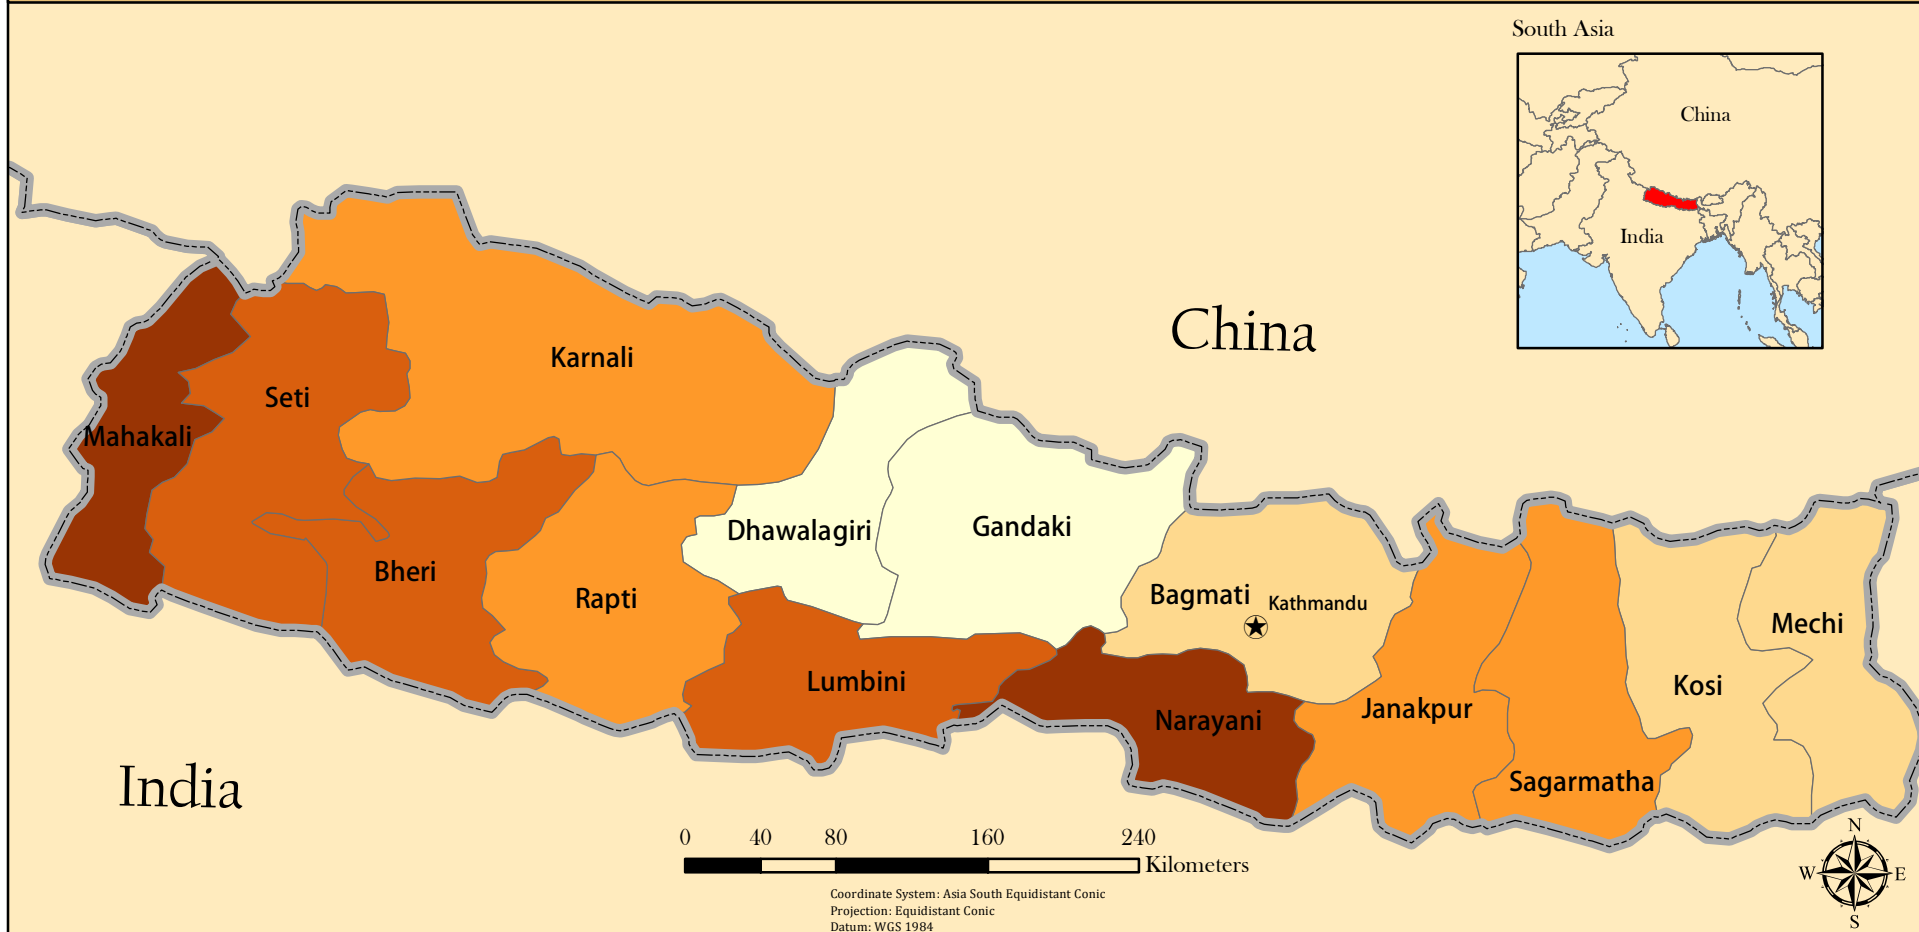 South Asia
China
India
China
Karnali
Seti
Mahakali
Dhawalagiri
Gandaki
Bheri
Rapti
Bagmati
Kathmandu
Mechi
Lumbini
Kosi
Janakpur
Narayani
Sagarmatha
India
0 40 80 160 240
Kilometers
Coordinate System: Asia South Equidistant Conic
Projection: Equidistant Conic
Datum: WGS 1984
N
W E
S